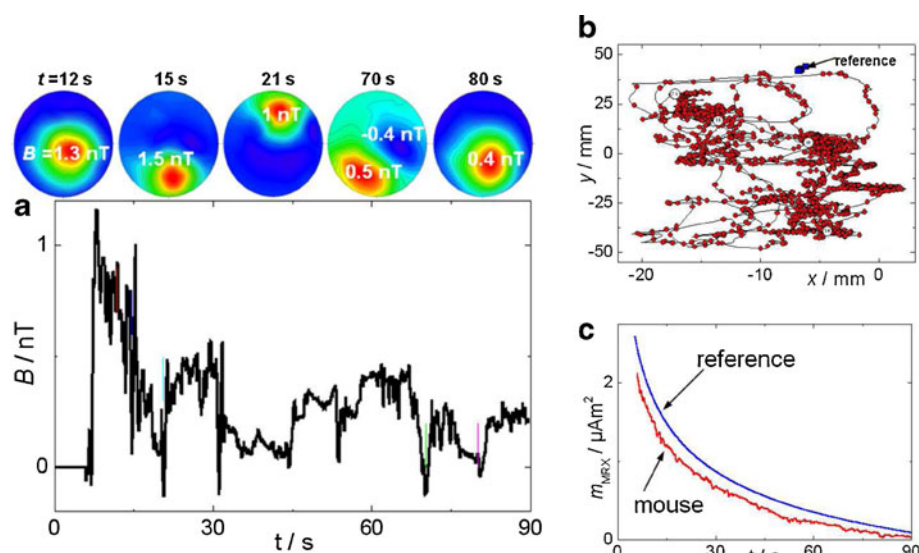 t =12 s 15 s 21 s 70 s 80 s
B =1.3 nT
1.5 nT
1 nT
-0.4 nT
0.5 nT
0.4 nT
a
B / nT
1
0
0 30 60 90
t / s
b
reference
50
25
0
-25
-50
y / mm
-20 -10 x / mm 0
c
reference
mouse
m MRX / µAm²
2
0
0 30 60 90